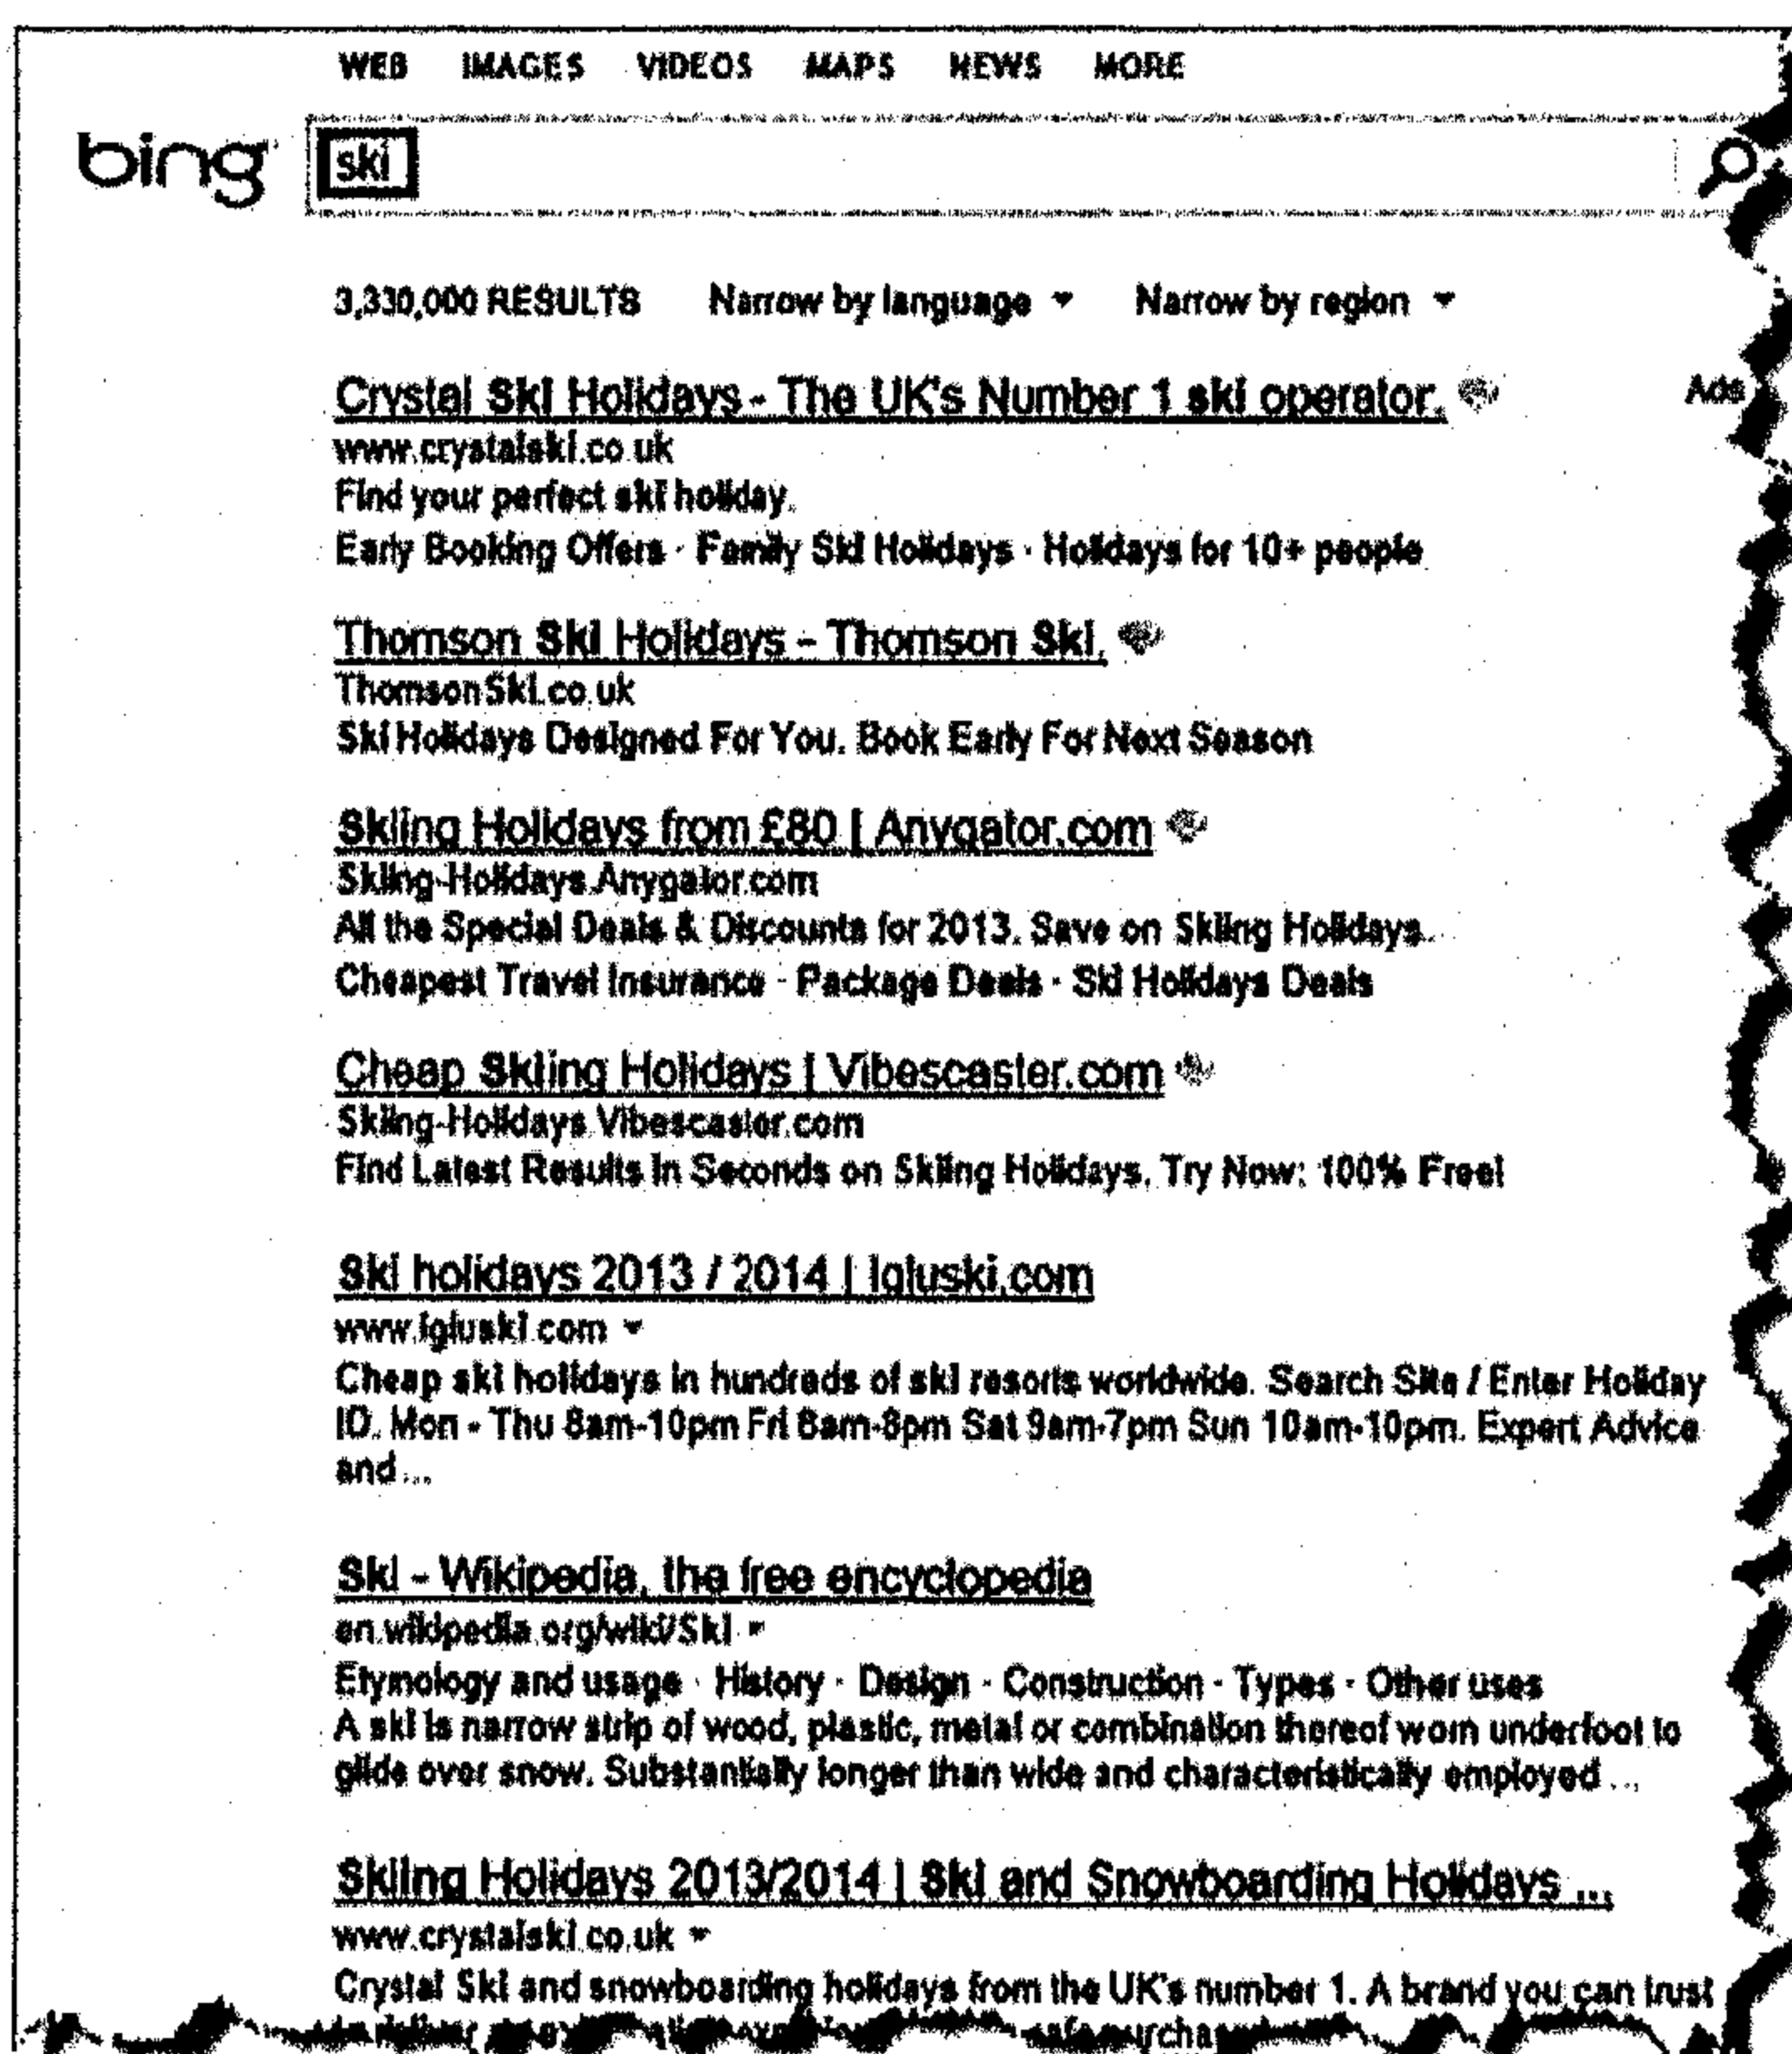 WEB IMAGES VIDEOS MAPS NEWS MORE
bing ski
3,330,000 RESULTS Narrow by language Narrow by region
Crystal Ski Holidays - The UK's Number 1 ski operator. Ads
www.crystalski.co.uk
Find your perfect ski holiday.
Early Booking Offers · Family Ski Holidays · Holidays for 10+ people
Thomson Ski Holidays - Thomson Ski.
ThomsonSki.co.uk
Ski Holidays Designed For You. Book Early For Next Season
Skiing Holidays from £80 | Anygator.com
Skiing-Holidays.Anygator.com
All the Special Deals & Discounts for 2013. Save on Skiing Holidays.
Cheapest Travel Insurance · Package Deals · Ski Holidays Deals
Cheap Skiing Holidays | Vibescaster.com
Skiing-Holidays.Vibescaster.com
Find Latest Results in Seconds on Skiing Holidays. Try Now: 100% Free!
Ski holidays 2013 / 2014 | Igluski.com
www.igluski.com
Cheap ski holidays in hundreds of ski resorts worldwide. Search Site / Enter Holiday
ID. Mon - Thu 8am-10pm Fri 8am-8pm Sat 9am-7pm Sun 10am-10pm. Expert Advice
and ...
Ski - Wikipedia, the free encyclopedia
en.wikipedia.org/wiki/Ski
Etymology and usage · History · Design · Construction · Types · Other uses
A ski is narrow strip of wood, plastic, metal or combination thereof worn underfoot to
glide over snow. Substantially longer than wide and characteristically employed ...
Skiing Holidays 2013/2014 | Ski and Snowboarding Holidays ...
www.crystalski.co.uk
Crystal Ski and snowboarding holidays from the UK's number 1. A brand you can trust